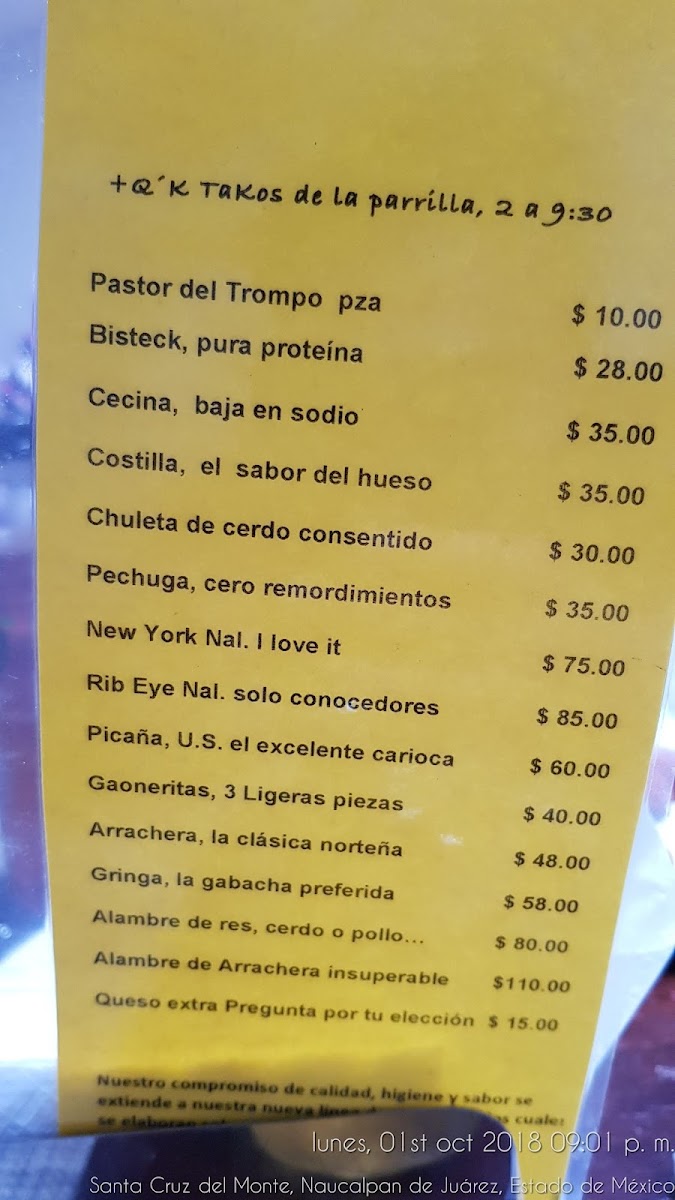 +Q´K TaKos de la parrilla, 2 a 9:30
Pastor del Trompo pza $ 10.00
Bisteck, pura proteína $ 28.00
Cecina, baja en sodio $ 35.00
Costilla, el sabor del hueso $ 35.00
Chuleta de cerdo consentido $ 30.00
Pechuga, cero remordimientos $ 35.00
New York Nal. I love it $ 75.00
Rib Eye Nal. solo conocedores $ 85.00
Picaña, U.S. el excelente carioca $ 60.00
Gaoneritas, 3 Ligeras piezas $ 40.00
Arrachera, la clásica norteña $ 48.00
Gringa, la gabacha preferida $ 58.00
Alambre de res, cerdo o pollo... $ 80.00
Alambre de Arrachera insuperable $110.00
Queso extra Pregunta por tu elección $ 15.00
Nuestro compromiso de calidad, higiene y sabor se
extiende a nuestra nueva
se
lunes, 01st oct 2018 09:01 p. m.
Santa Cruz del Monte, Naucalpan de Juárez, Estado de México